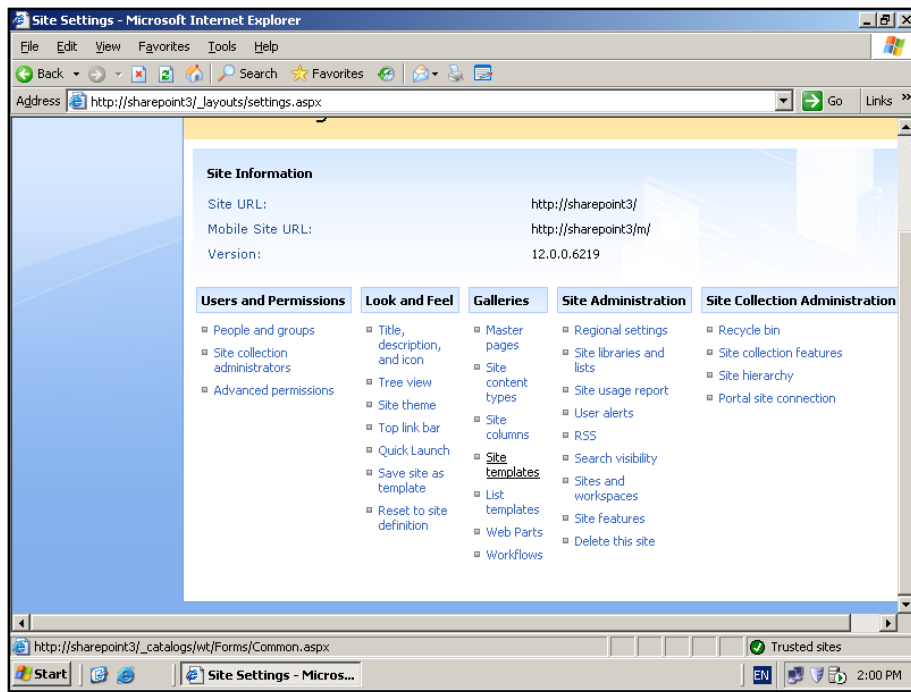 Site Settings - Microsoft Internet Explorer
File Edit View Favorites Tools Help
Back Search Favorites
Address http://sharepoint3/_layouts/settings.aspx Go Links »
Site Information
Site URL: http://sharepoint3/
Mobile Site URL: http://sharepoint3/m/
Version: 12.0.0.6219
Users and Permissions
People and groups
Site collection
administrators
Advanced permissions
Look and Feel
Title,
description,
and icon
Tree view
Site theme
Top link bar
Quick Launch
Save site as
template
Reset to site
definition
Galleries
Master
pages
Site
content
types
Site
columns
Site
templates
List
templates
Web Parts
Workflows
Site Administration
Regional settings
Site libraries and
lists
Site usage report
User alerts
RSS
Search visibility
Sites and
workspaces
Site features
Delete this site
Site Collection Administration
Recycle bin
Site collection features
Site hierarchy
Portal site connection
http://sharepoint3/_catalogs/wt/Forms/Common.aspx Trusted sites
Start Site Settings - Micros... EN 2:00 PM